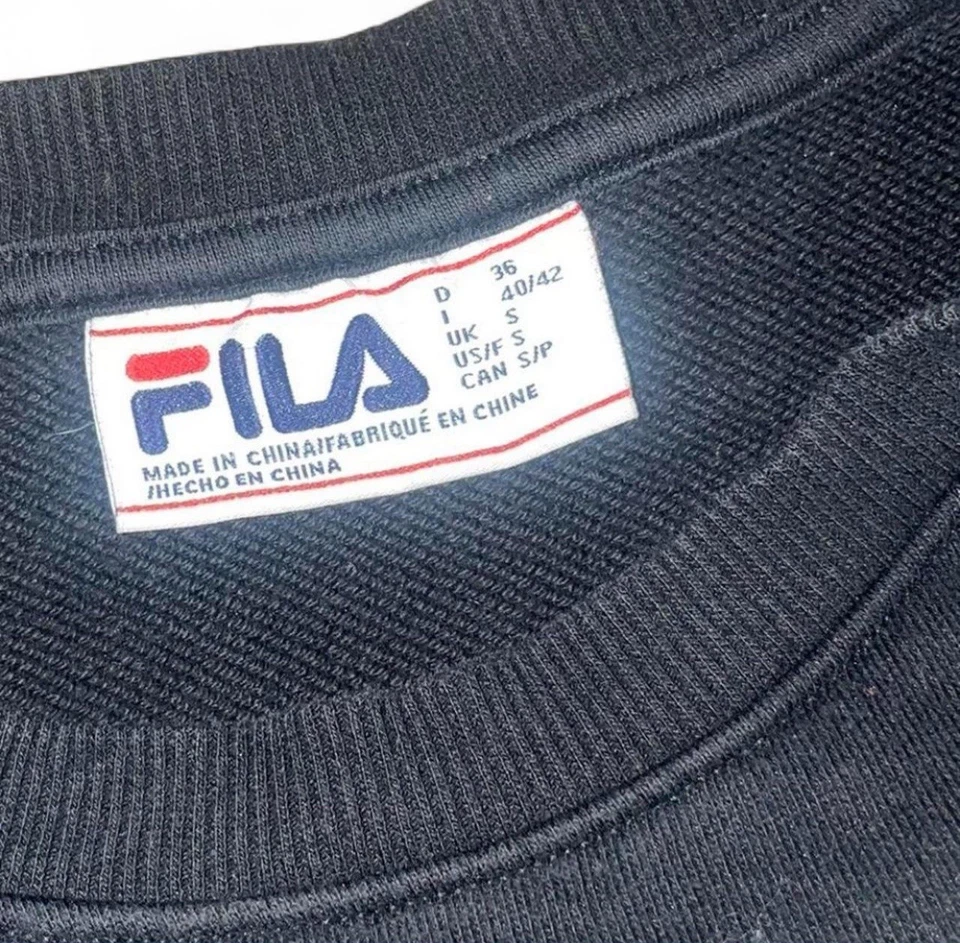 FILA
D 36
I 40/42
UK S
US/F S
CAN S/P
MADE IN CHINA/FABRIQUÉ EN CHINE
/HECHO EN CHINA